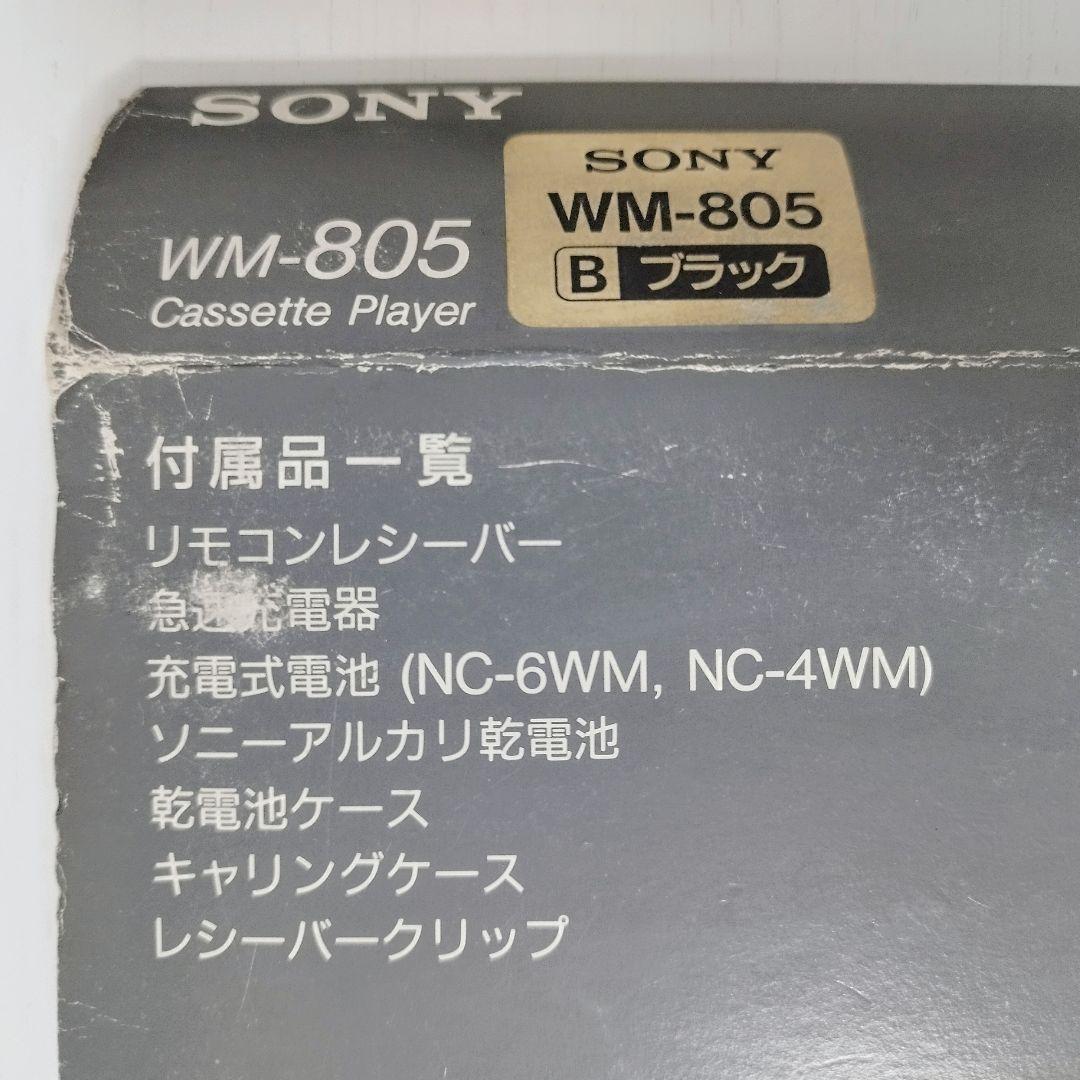 SONY
SONY
WM-805
B ブラック
WM-805
Cassette Player
付属品一覧
リモコンレシーバー
急速充電器
充電式電池 (NC-6WM, NC-4WM)
ソニーアルカリ乾電池
乾電池ケース
キャリングケース
レシーバークリップ